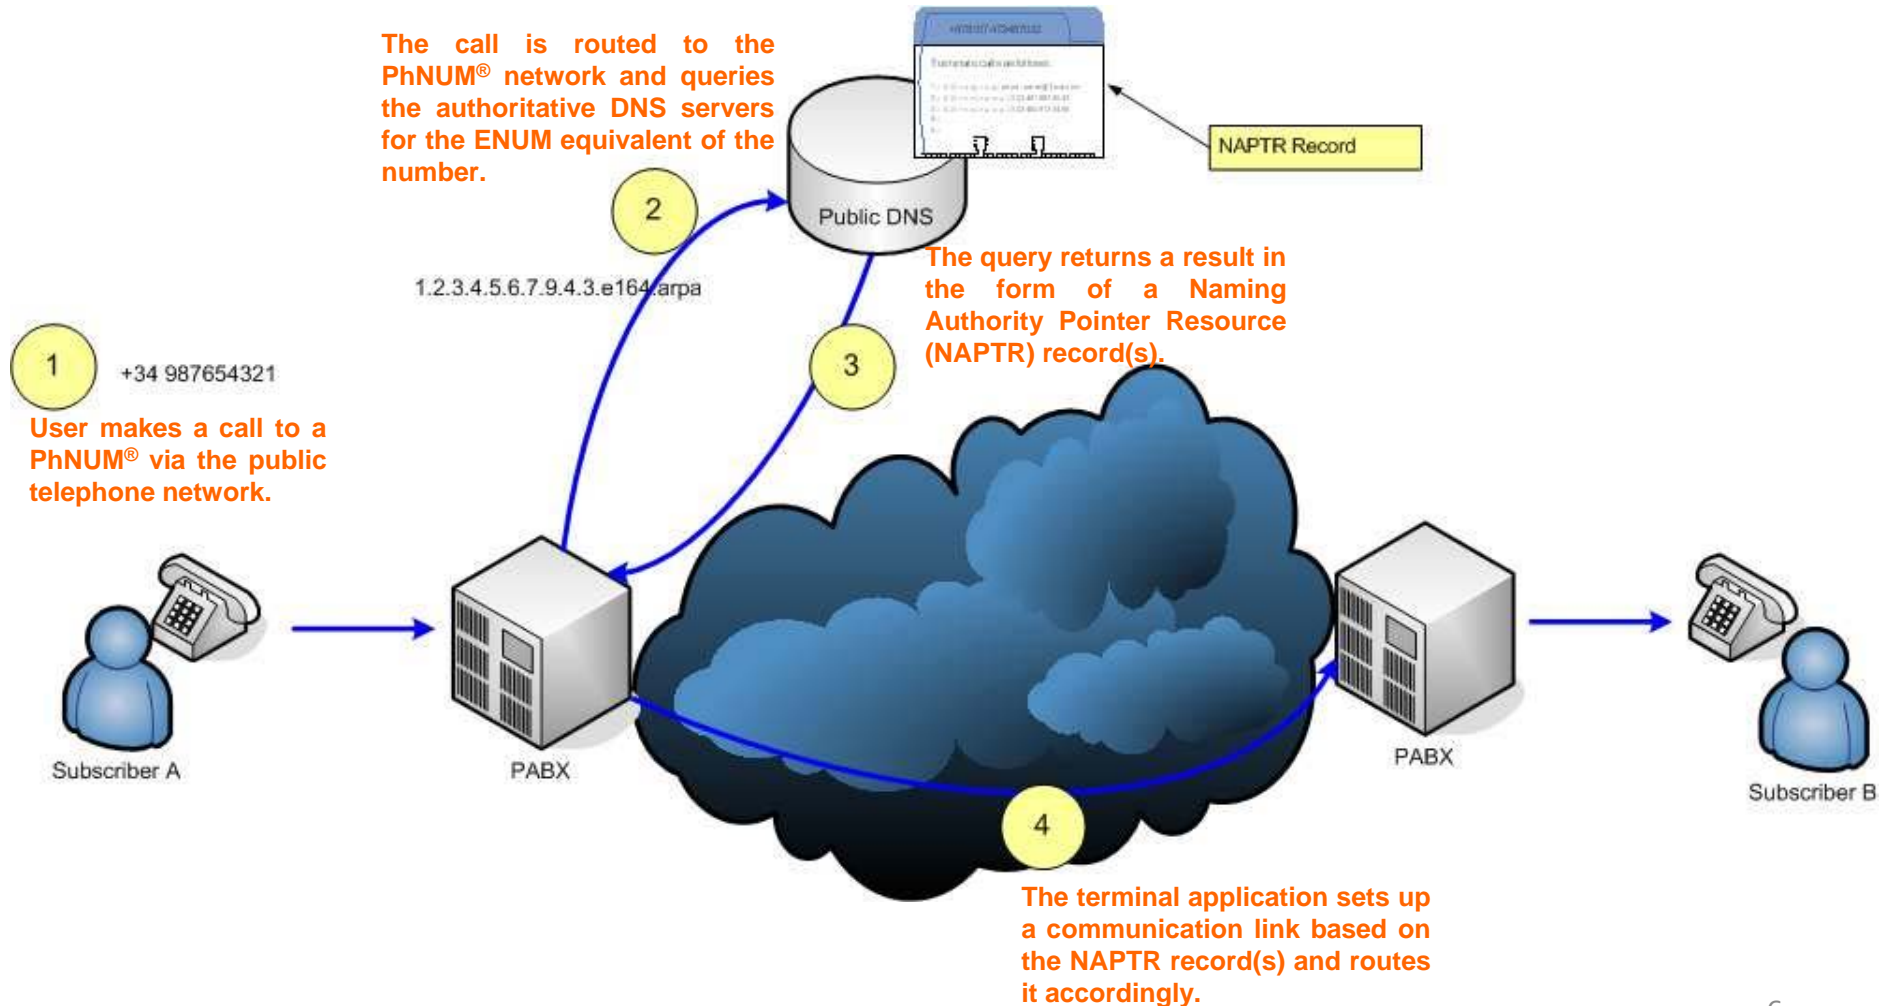 The call is routed to the
PhNUM® network and queries
the authoritative DNS servers
for the ENUM equivalent of the
number.
NAPTR Record
2
Public DNS
1.2.3.4.5.6.7.9.4.3.e164.arpa
The query returns a result in
the form of a Naming
Authority Pointer Resource
(NAPTR) record(s).
1
+34 987654321
3
User makes a call to a
PhNUM® via the public
telephone network.
Subscriber A
PABX
PABX
Subscriber B
4
The terminal application sets up
a communication link based on
the NAPTR record(s) and routes
it accordingly.